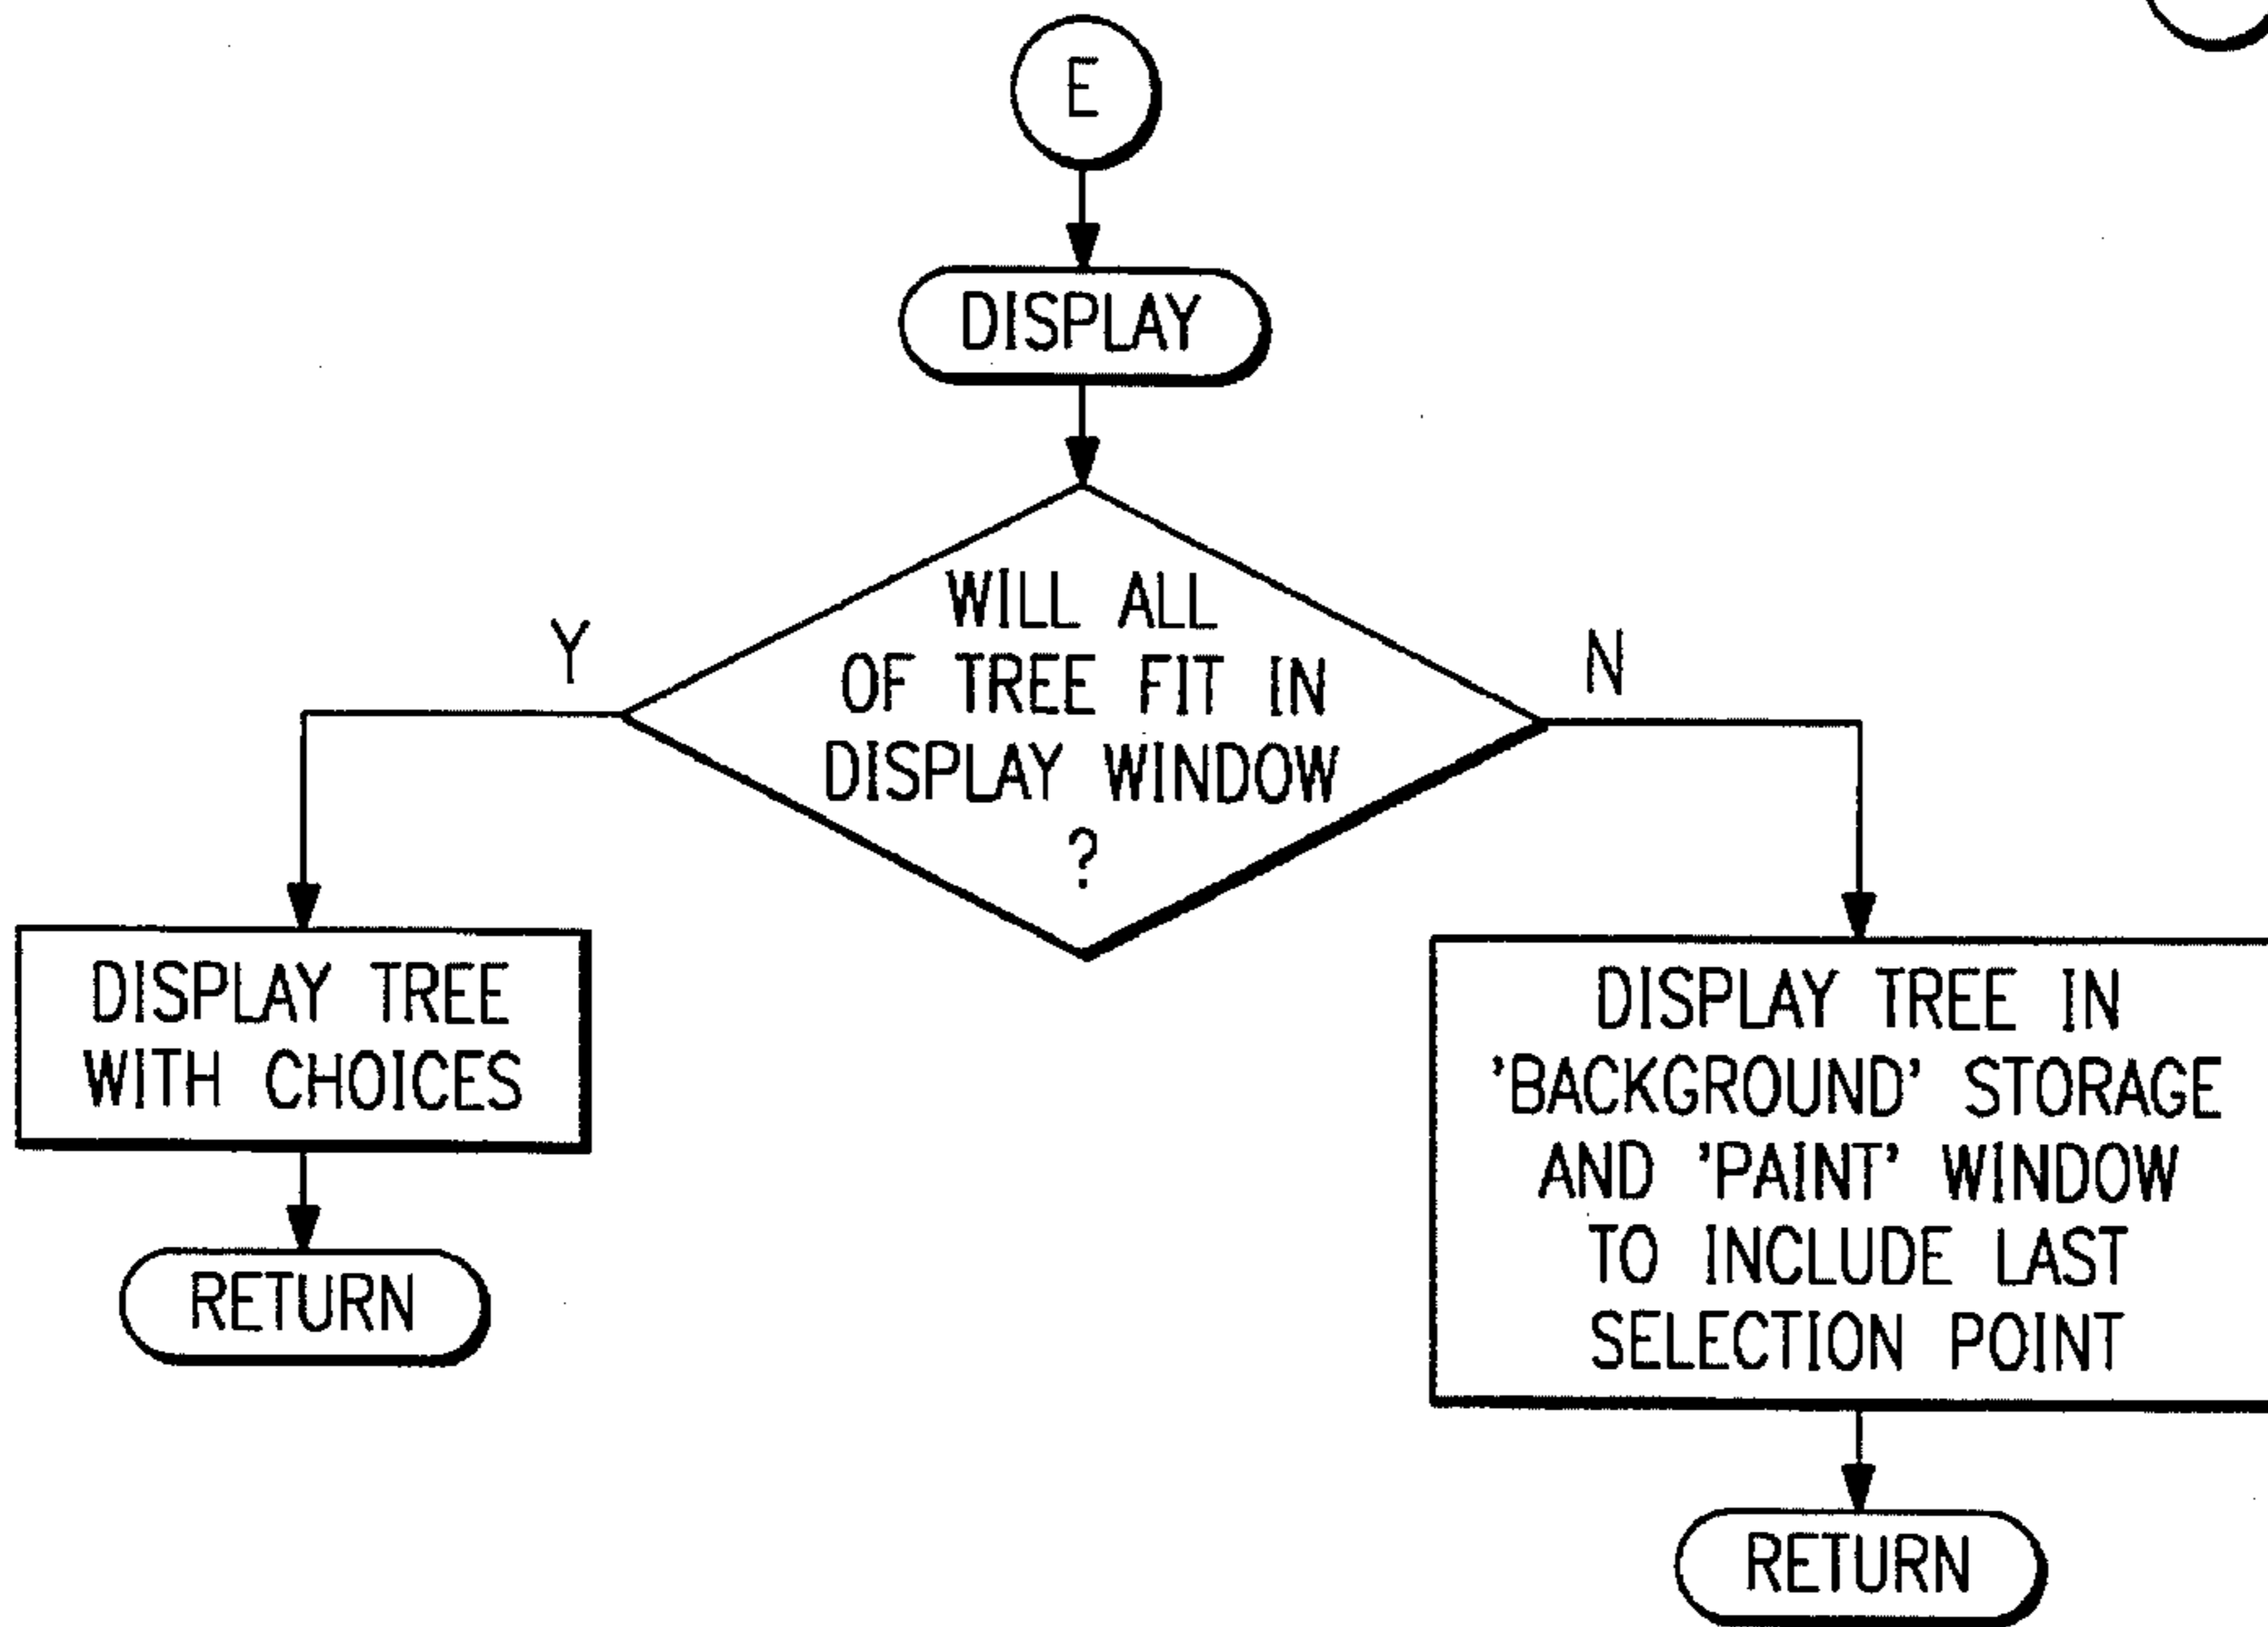 E
DISPLAY
WILL ALL
OF TREE FIT IN
DISPLAY WINDOW
?
Y
N
DISPLAY TREE
WITH CHOICES
RETURN
DISPLAY TREE IN
'BACKGROUND' STORAGE
AND 'PAINT' WINDOW
TO INCLUDE LAST
SELECTION POINT
RETURN